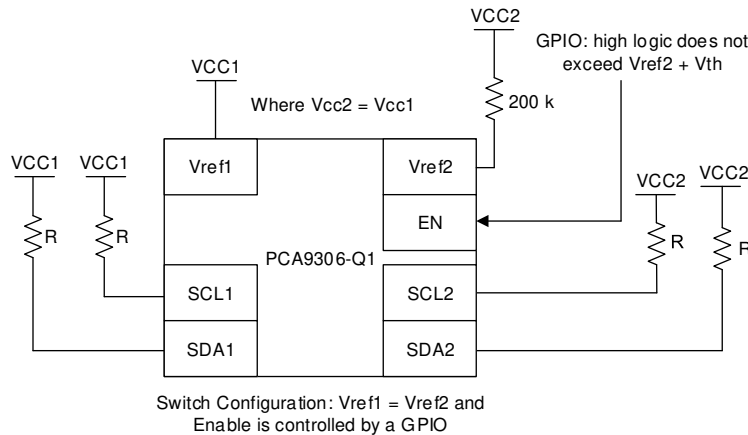 VCC2
GPIO: high logic does not
exceed Vref2 + Vth
VCC1
Where Vcc2 = Vcc1
200 k
VCC1
VCC1
Vref1
Vref2
VCC2
VCC2
EN
R
R
R
R
PCA9306-Q1
SCL1
SCL2
SDA1
SDA2
Switch Configuration: Vref1 = Vref2 and
Enable is controlled by a GPIO